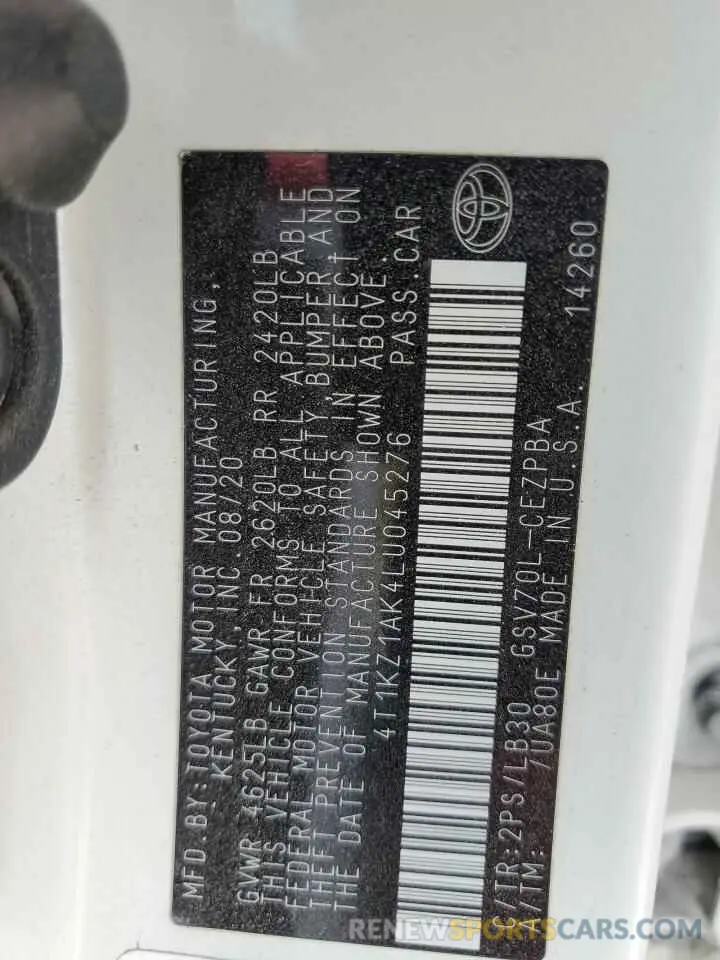 MFD.BY:TOYOTA MOTOR MANUFACTURING,
KENTUCKY,INC.08/20
GVWR 4625LB GAWR FR 2620LB RR 2420LB
THIS VEHICLE CONFORMS TO ALL APPLICABLE
FEDERAL MOTOR VEHICLE SAFETY,BUMPER,AND
THEFT PREVENTION STANDARDS IN EFFECT ON
THE DATE OF MANUFACTURE SHOWN ABOVE.
4T1KZ1AK4LU045276 PASS.CAR
/TR:2PS/LB30 GSV70L-CEZPBA
/TM: /UA80E MADE IN U.S.A. 14260
RENEWSPORTSCARS.COM